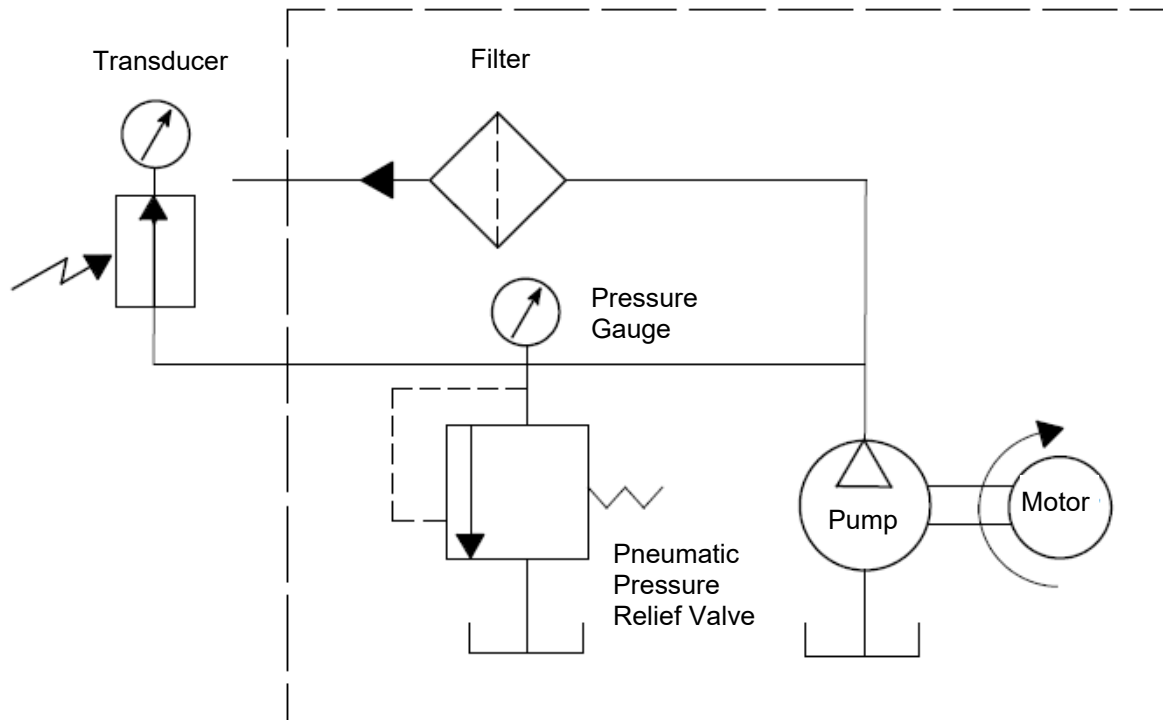 Transducer
Filter
Pressure
Gauge
Pump
Motor
Pneumatic
Pressure
Relief Valve